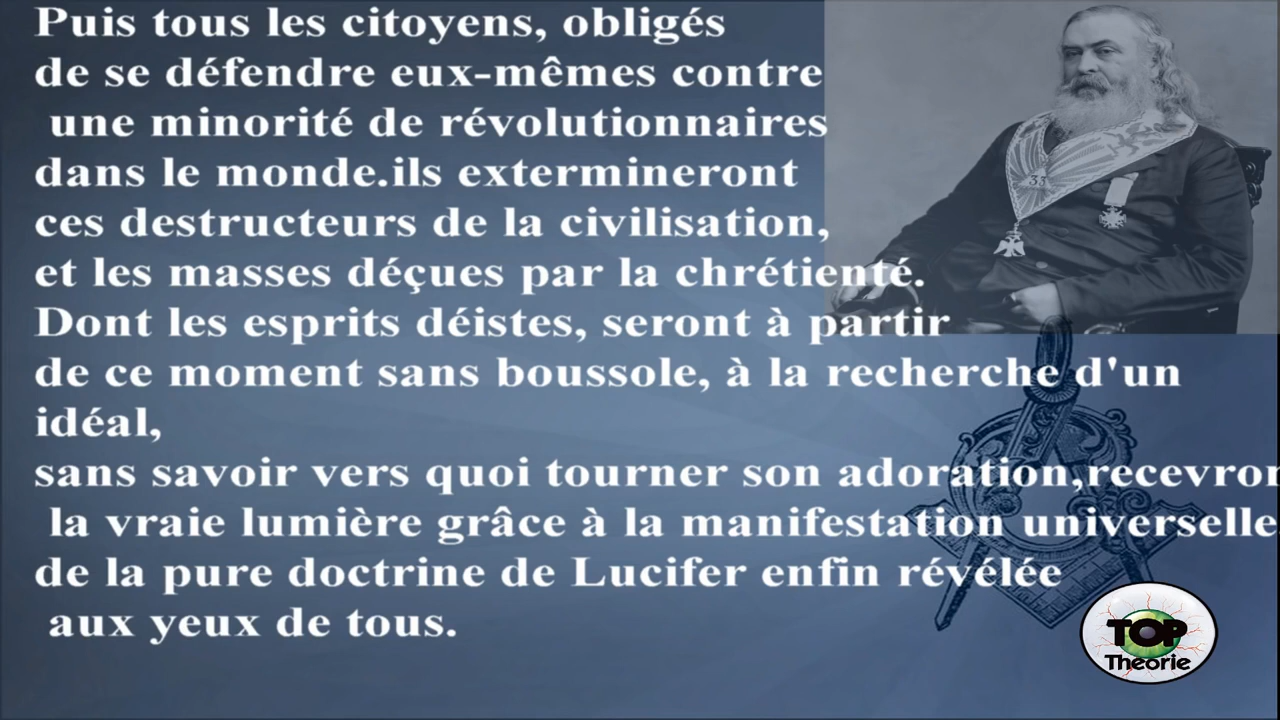 Puis tous les citoyens, obligés
de se défendre eux-mêmes contre
une minorité de révolutionnaires
dans le monde.ils extermineront
ces destructeurs de la civilisation,
et les masses déçues par la chrétienté.
Dont les esprits déistes, seront à partir
de ce moment sans boussole, à la recherche d'un
idéal,
sans savoir vers quoi tourner son adoration,recevron
la vraie lumière grâce à la manifestation universelle
de la pure doctrine de Lucifer enfin révélée
aux yeux de tous.
33
TOP
Theorie